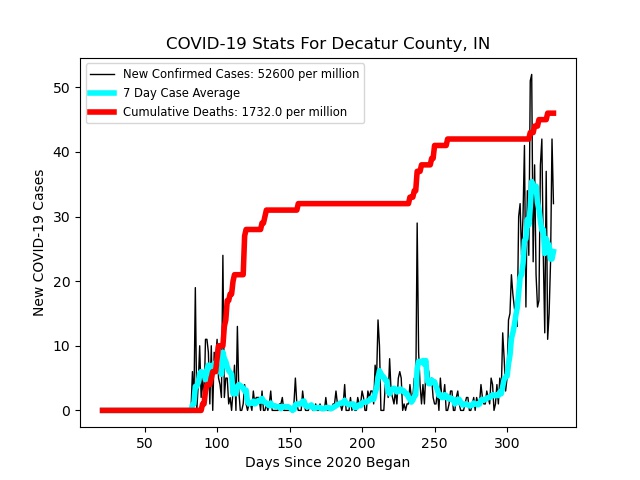 COVID-19 Stats For Decatur County, IN
New Confirmed Cases: 52600 per million
7 Day Case Average
Cumulative Deaths: 1732.0 per million
New COVID-19 Cases
50
40
30
20
10
0
50 100 150 200 250 300
Days Since 2020 Began